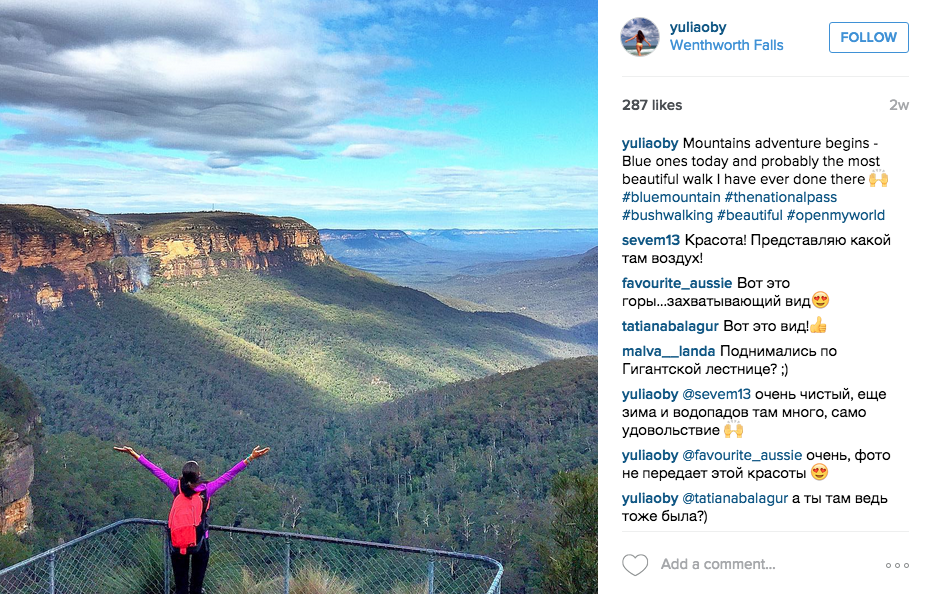 yuliaoby
Wenthworth Falls
FOLLOW
287 likes
2w
yuliaoby Mountains adventure begins -
Blue ones today and probably the most
beautiful walk I have ever done there 🙌
#bluemountain #thenationalpass
#bushwalking #beautiful #openmyworld
sevem13 Красота! Представляю какой
там воздух!
favourite_aussie Вот это
горы...захватывающий вид😍
tatianabalagur Вот это вид!👍
malva__landa Поднимались по
Гигантской лестнице? ;)
yuliaoby @sevem13 очень чистый, еще
зима и водопадов там много, само
удовольствие 🙌
yuliaoby @favourite_aussie очень, фото
не передает этой красоты 😍
yuliaoby @tatianabalagur а ты там ведь
тоже была?)
Add a comment...